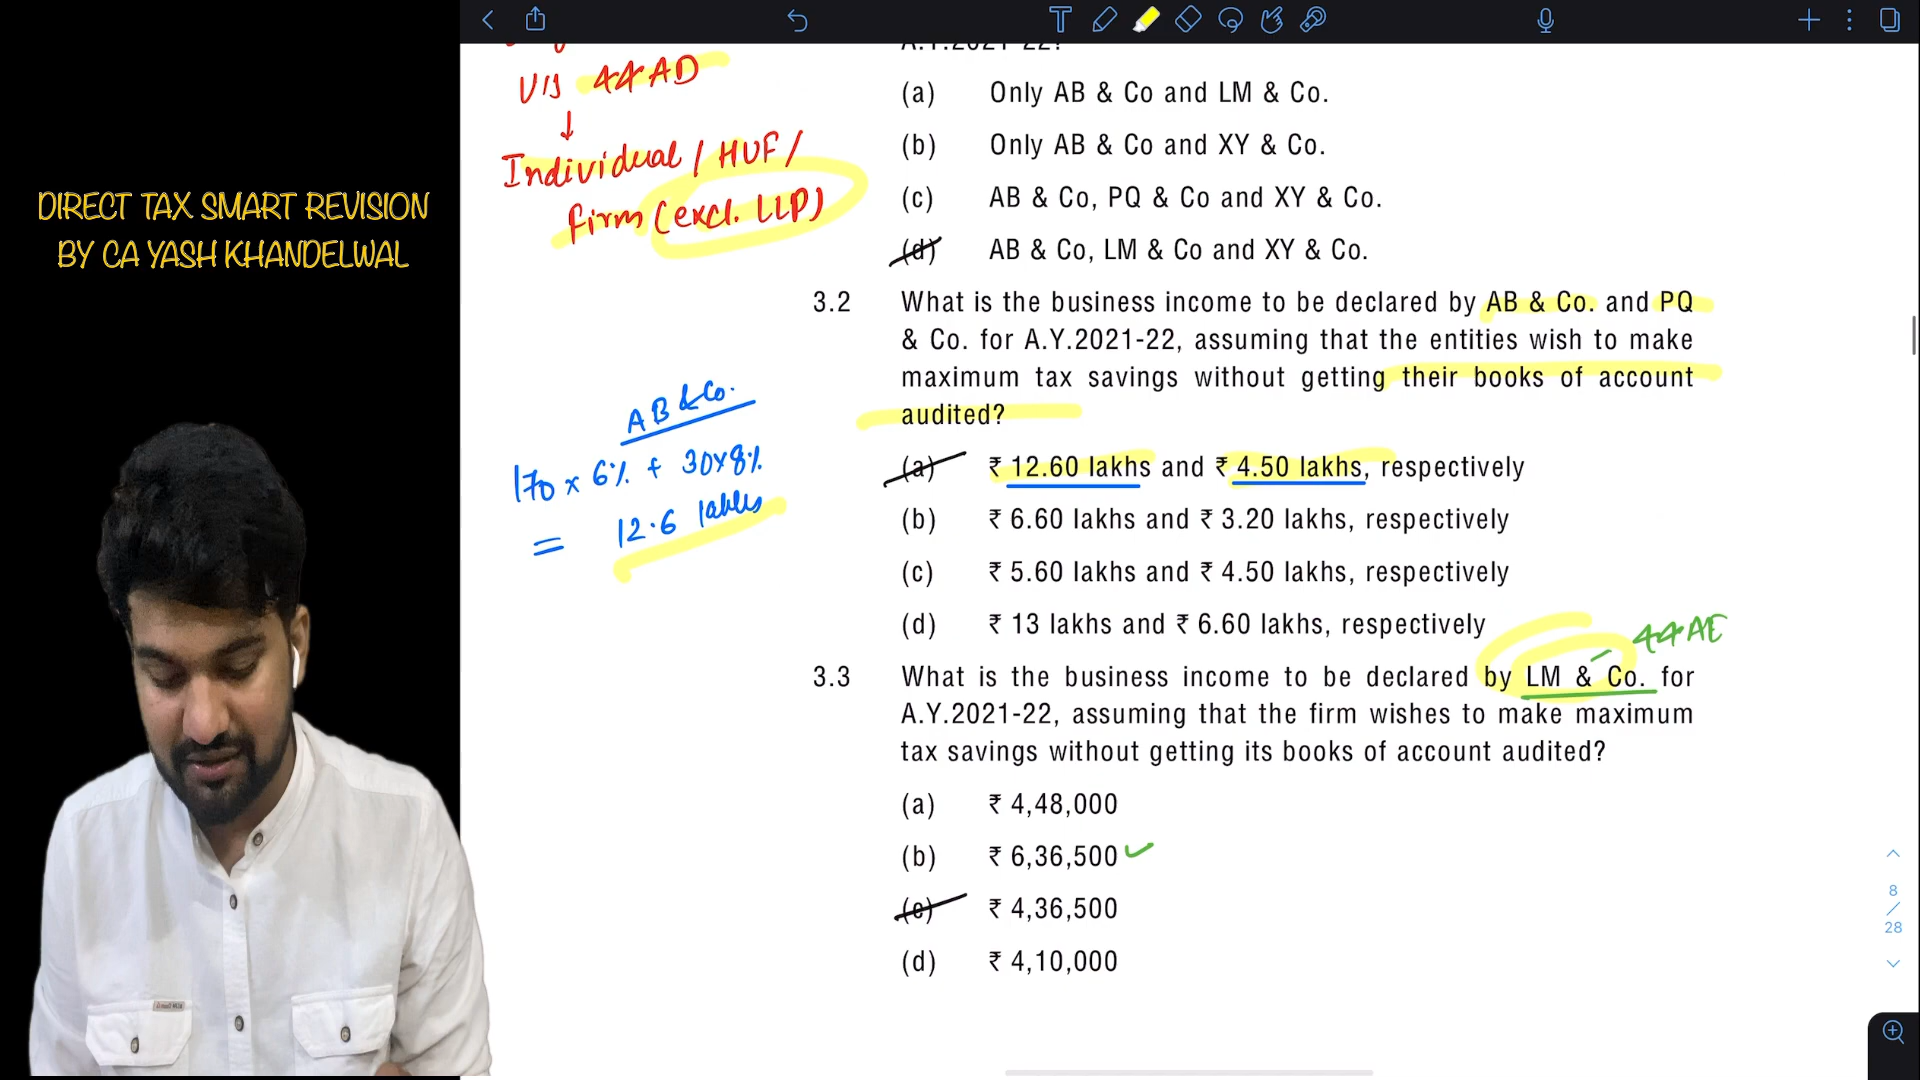 DIRECT TAX SMART REVISION
BY CA YASH KHANDELWAL
U/s 44AD
↓
Individual / HUF /
firm (excl. LLP)
(a) Only AB & Co and LM & Co.
(b) Only AB & Co and XY & Co.
(c) AB & Co, PQ & Co and XY & Co.
(d) AB & Co, LM & Co and XY & Co.
3.2 What is the business income to be declared by AB & Co. and PQ
& Co. for A.Y.2021-22, assuming that the entities wish to make
maximum tax savings without getting their books of account
audited?
AB & Co.
170 x 6% + 30x8%
= 12.6 lakhs
(a) ₹ 12.60 lakhs and ₹ 4.50 lakhs, respectively
(b) ₹ 6.60 lakhs and ₹ 3.20 lakhs, respectively
(c) ₹ 5.60 lakhs and ₹ 4.50 lakhs, respectively
(d) ₹ 13 lakhs and ₹ 6.60 lakhs, respectively
44AE
3.3 What is the business income to be declared by LM & Co. for
A.Y.2021-22, assuming that the firm wishes to make maximum
tax savings without getting its books of account audited?
(a) ₹ 4,48,000
(b) ₹ 6,36,500 ✓
(c) ₹ 4,36,500
(d) ₹ 4,10,000
8
/
28